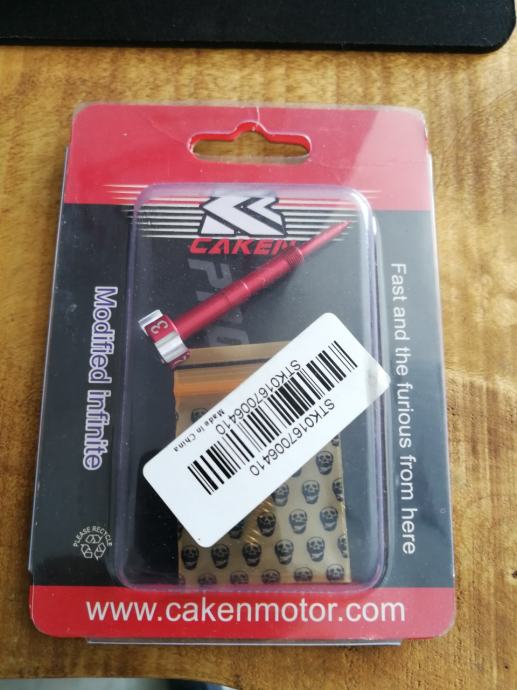 CAKEN
PRO
Modified infinite
Fast and the furious from here
3
STK0167006410
STK0167006410
Made in China
PLEASE RECYCLE
www.cakenmotor.com